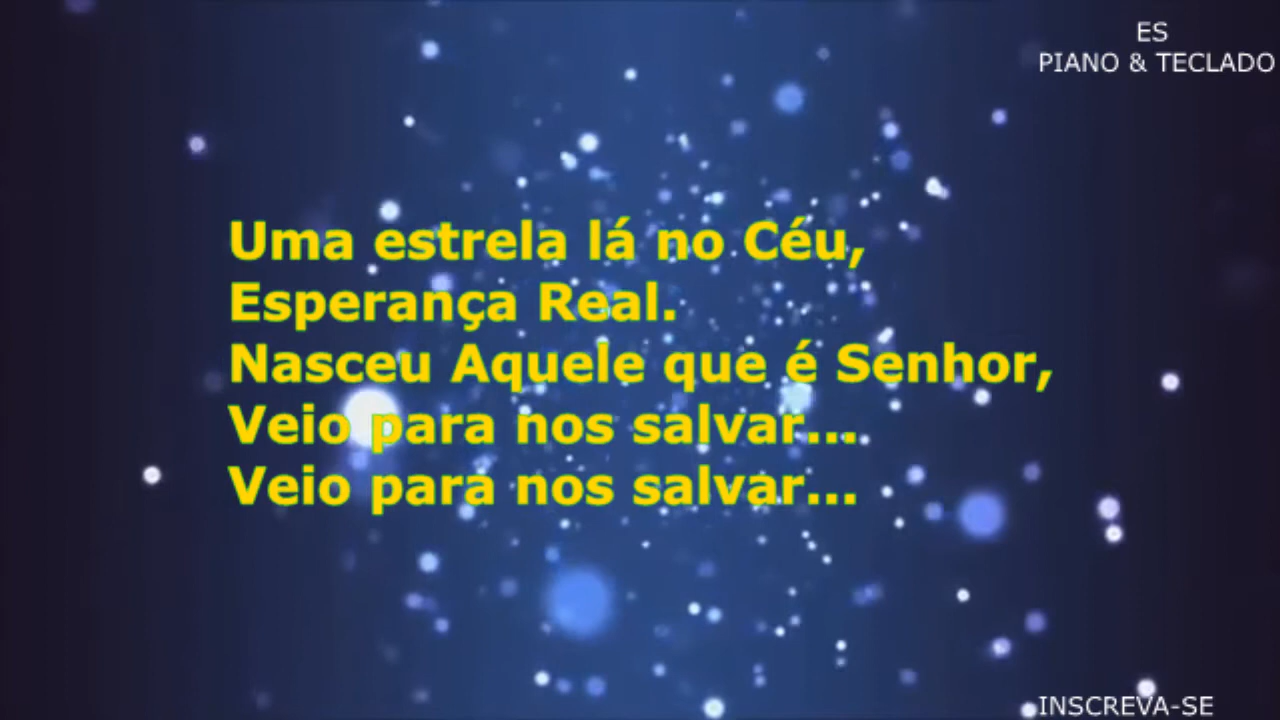 ES
PIANO & TECLADO
Uma estrela lá no Céu,
Esperança Real.
Nasceu Aquele que é Senhor,
Veio para nos salvar...
Veio para nos salvar...
INSCREVA-SE